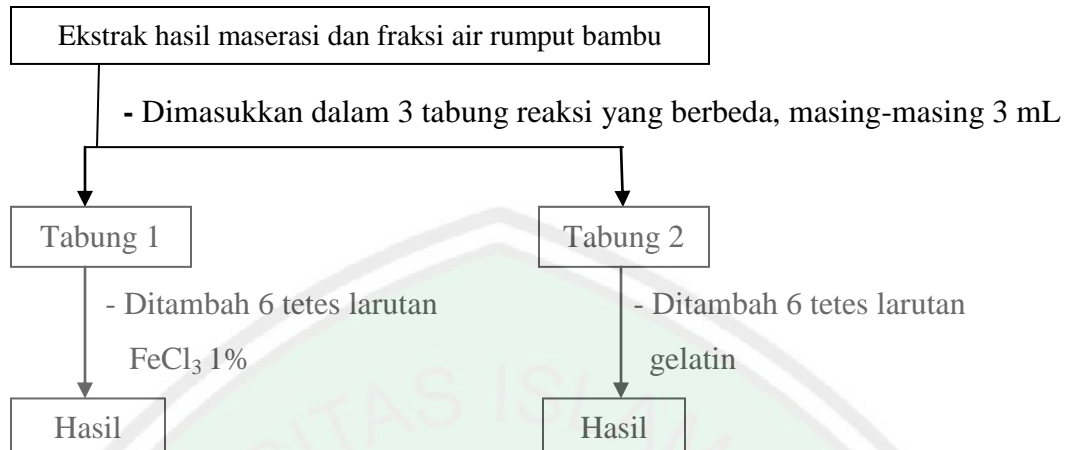 Ekstrak hasil maserasi dan fraksi air rumput bambu
- Dimasukkan dalam 3 tabung reaksi yang berbeda, masing-masing 3 mL
Tabung 1
Tabung 2
- Ditambah 6 tetes larutan
FeCl₃ 1%
- Ditambah 6 tetes larutan
gelatin
Hasil
Hasil